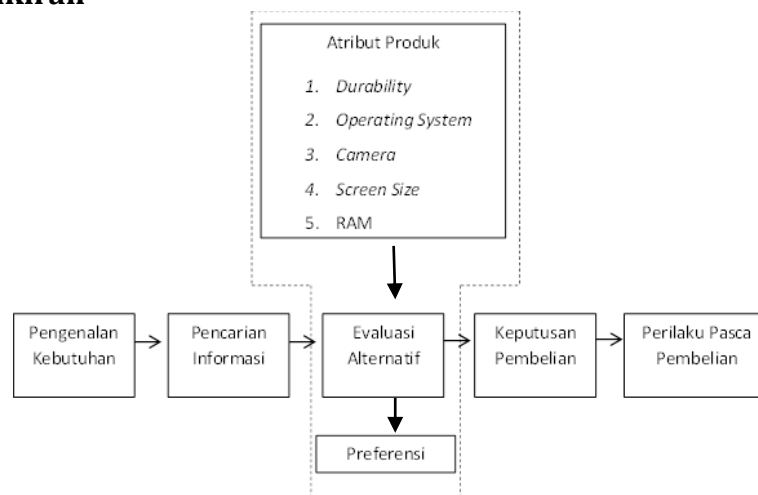 Atribut Produk
1. Durability
2. Operating System
3. Camera
4. Screen Size
5. RAM
Pengenalan
Kebutuhan
Pencarian
Informasi
Evaluasi
Alternatif
Keputusan
Pembelian
Perilaku Pasca
Pembelian
Preferensi